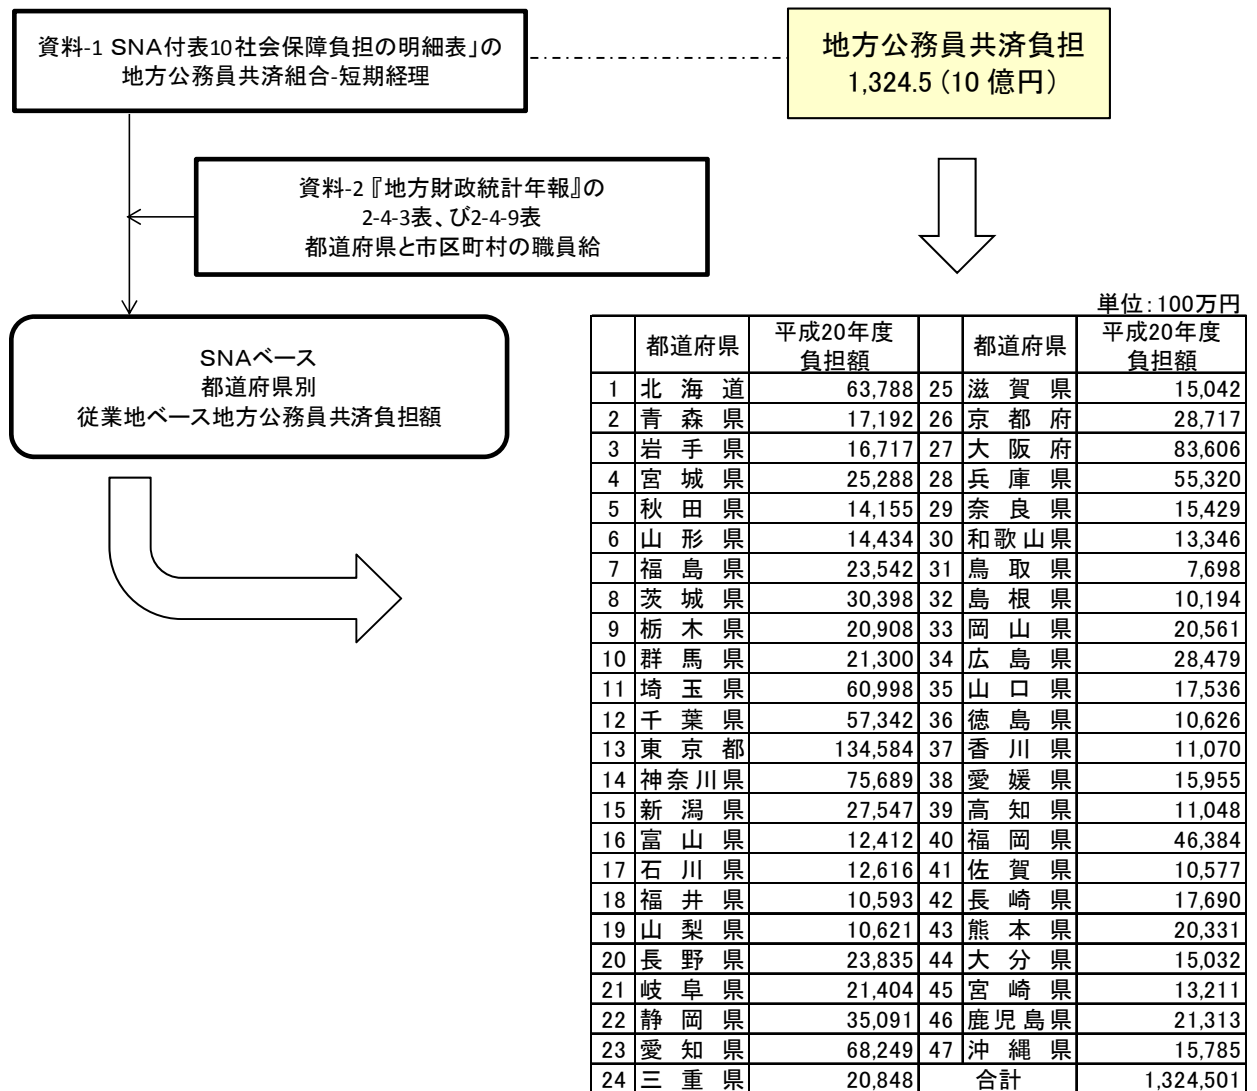 資料-1 SNA付表10社会保障負担の明細表」の
地方公務員共済組合-短期経理
地方公務員共済負担
1,324.5 (10 億円)
資料-2『地方財政統計年報』の
2-4-3表、び2-4-9表
都道府県と市区町村の職員給
SNAベース
都道府県別
従業地ベース地方公務員共済負担額
単位:100万円
都道府県 平成20年度負担額 都道府県 平成20年度負担額
1 北海道 63,788 25 滋賀県 15,042
2 青森県 17,192 26 京都府 28,717
3 岩手県 16,717 27 大阪府 83,606
4 宮城県 25,288 28 兵庫県 55,320
5 秋田県 14,155 29 奈良県 15,429
6 山形県 14,434 30 和歌山県 13,346
7 福島県 23,542 31 鳥取県 7,698
8 茨城県 30,398 32 島根県 10,194
9 栃木県 20,908 33 岡山県 20,561
10 群馬県 21,300 34 広島県 28,479
11 埼玉県 60,998 35 山口県 17,536
12 千葉県 57,342 36 徳島県 10,626
13 東京都 134,584 37 香川県 11,070
14 神奈川県 75,689 38 愛媛県 15,955
15 新潟県 27,547 39 高知県 11,048
16 富山県 12,412 40 福岡県 46,384
17 石川県 12,616 41 佐賀県 10,577
18 福井県 10,593 42 長崎県 17,690
19 山梨県 10,621 43 熊本県 20,331
20 長野県 23,835 44 大分県 15,032
21 岐阜県 21,404 45 宮崎県 13,211
22 静岡県 35,091 46 鹿児島県 21,313
23 愛知県 68,249 47 沖縄県 15,785
24 三重県 20,848 合計 1,324,501